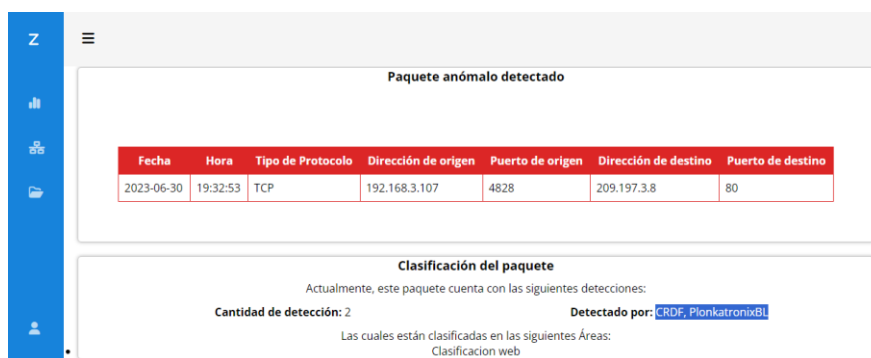 Z
Paquete anómalo detectado
Fecha Hora Tipo de Protocolo Dirección de origen Puerto de origen Dirección de destino Puerto de destino
2023-06-30 19:32:53 TCP 192.168.3.107 4828 209.197.3.8 80
Clasificación del paquete
Actualmente, este paquete cuenta con las siguientes detecciones:
Cantidad de detección: 2 Detectado por: CRDF, PlonkatronixBL
Las cuales están clasificadas en las siguientes Áreas:
Clasificacion web